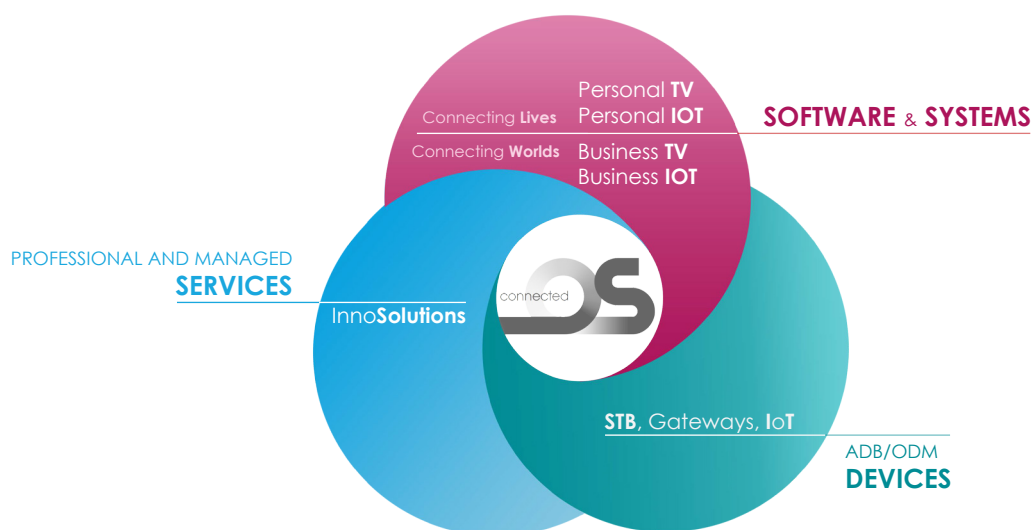 Personal TV
Connecting Lives
Personal IOT
SOFTWARE & SYSTEMS
Connecting Worlds
Business TV
Business IOT
PROFESSIONAL AND MANAGED
SERVICES
InnoSolutions
connected OS
STB, Gateways, IoT
ADB/ODM
DEVICES